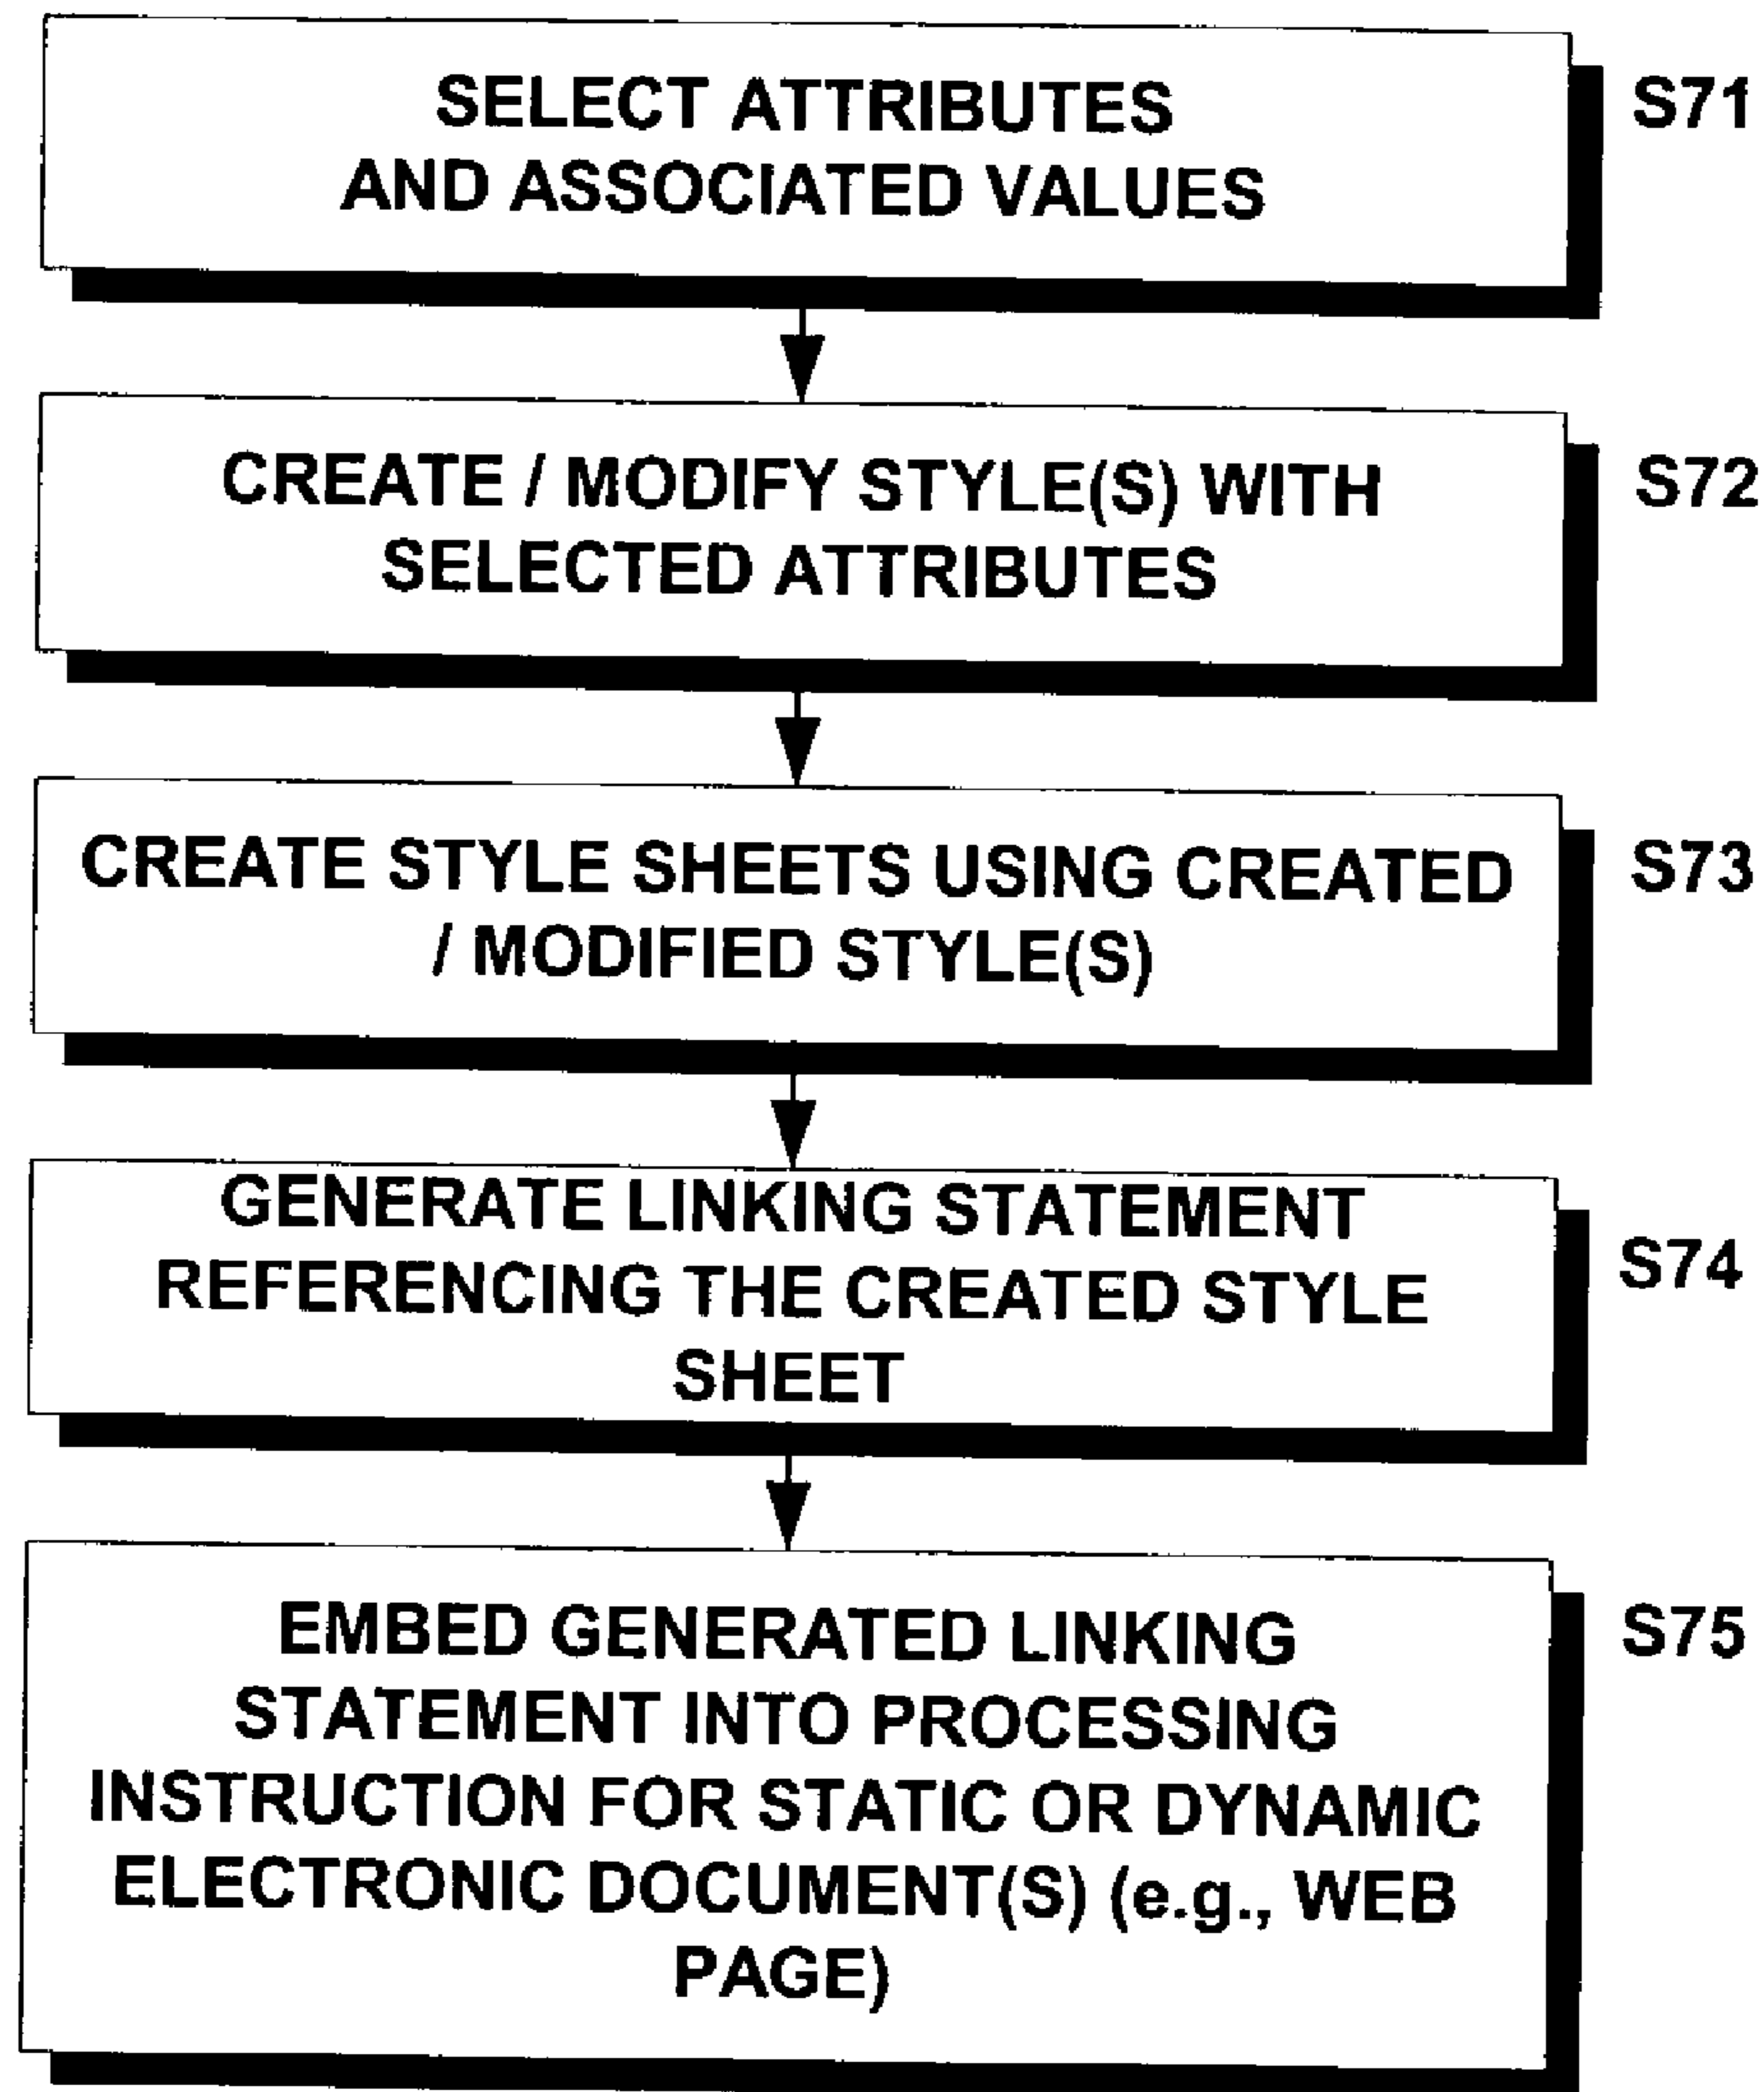 SELECT ATTRIBUTES
AND ASSOCIATED VALUES
S71
CREATE / MODIFY STYLE(S) WITH
SELECTED ATTRIBUTES
S72
CREATE STYLE SHEETS USING CREATED
/ MODIFIED STYLE(S)
S73
GENERATE LINKING STATEMENT
REFERENCING THE CREATED STYLE
SHEET
S74
EMBED GENERATED LINKING
STATEMENT INTO PROCESSING
INSTRUCTION FOR STATIC OR DYNAMIC
ELECTRONIC DOCUMENT(S) (e.g., WEB
PAGE)
S75